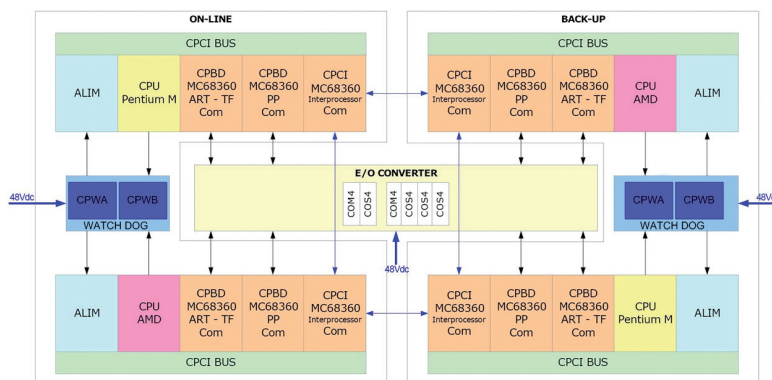 ON-LINE
BACK-UP
CPCI BUS
CPCI BUS
ALIM
CPU
Pentium M
CPBD
MC68360
ART - TF
Com
CPBD
MC68360
PP
Com
CPCI
MC68360
Interprocessor
Com
CPCI
MC68360
Interprocessor
Com
CPBD
MC68360
PP
Com
CPBD
MC68360
ART - TF
Com
CPU
AMD
ALIM
48Vdc
CPWA
CPWB
WATCH DOG
E/O CONVERTER
COM4
COS4
COM4
COS4
COS4
COS4
48Vdc
CPWA
CPWB
WATCH DOG
ALIM
CPU
AMD
CPBD
MC68360
ART - TF
Com
CPBD
MC68360
PP
Com
CPCI
MC68360
Interprocessor
Com
CPCI
MC68360
Interprocessor
Com
CPBD
MC68360
PP
Com
CPBD
MC68360
ART - TF
Com
CPU
Pentium M
ALIM
CPCI BUS
CPCI BUS